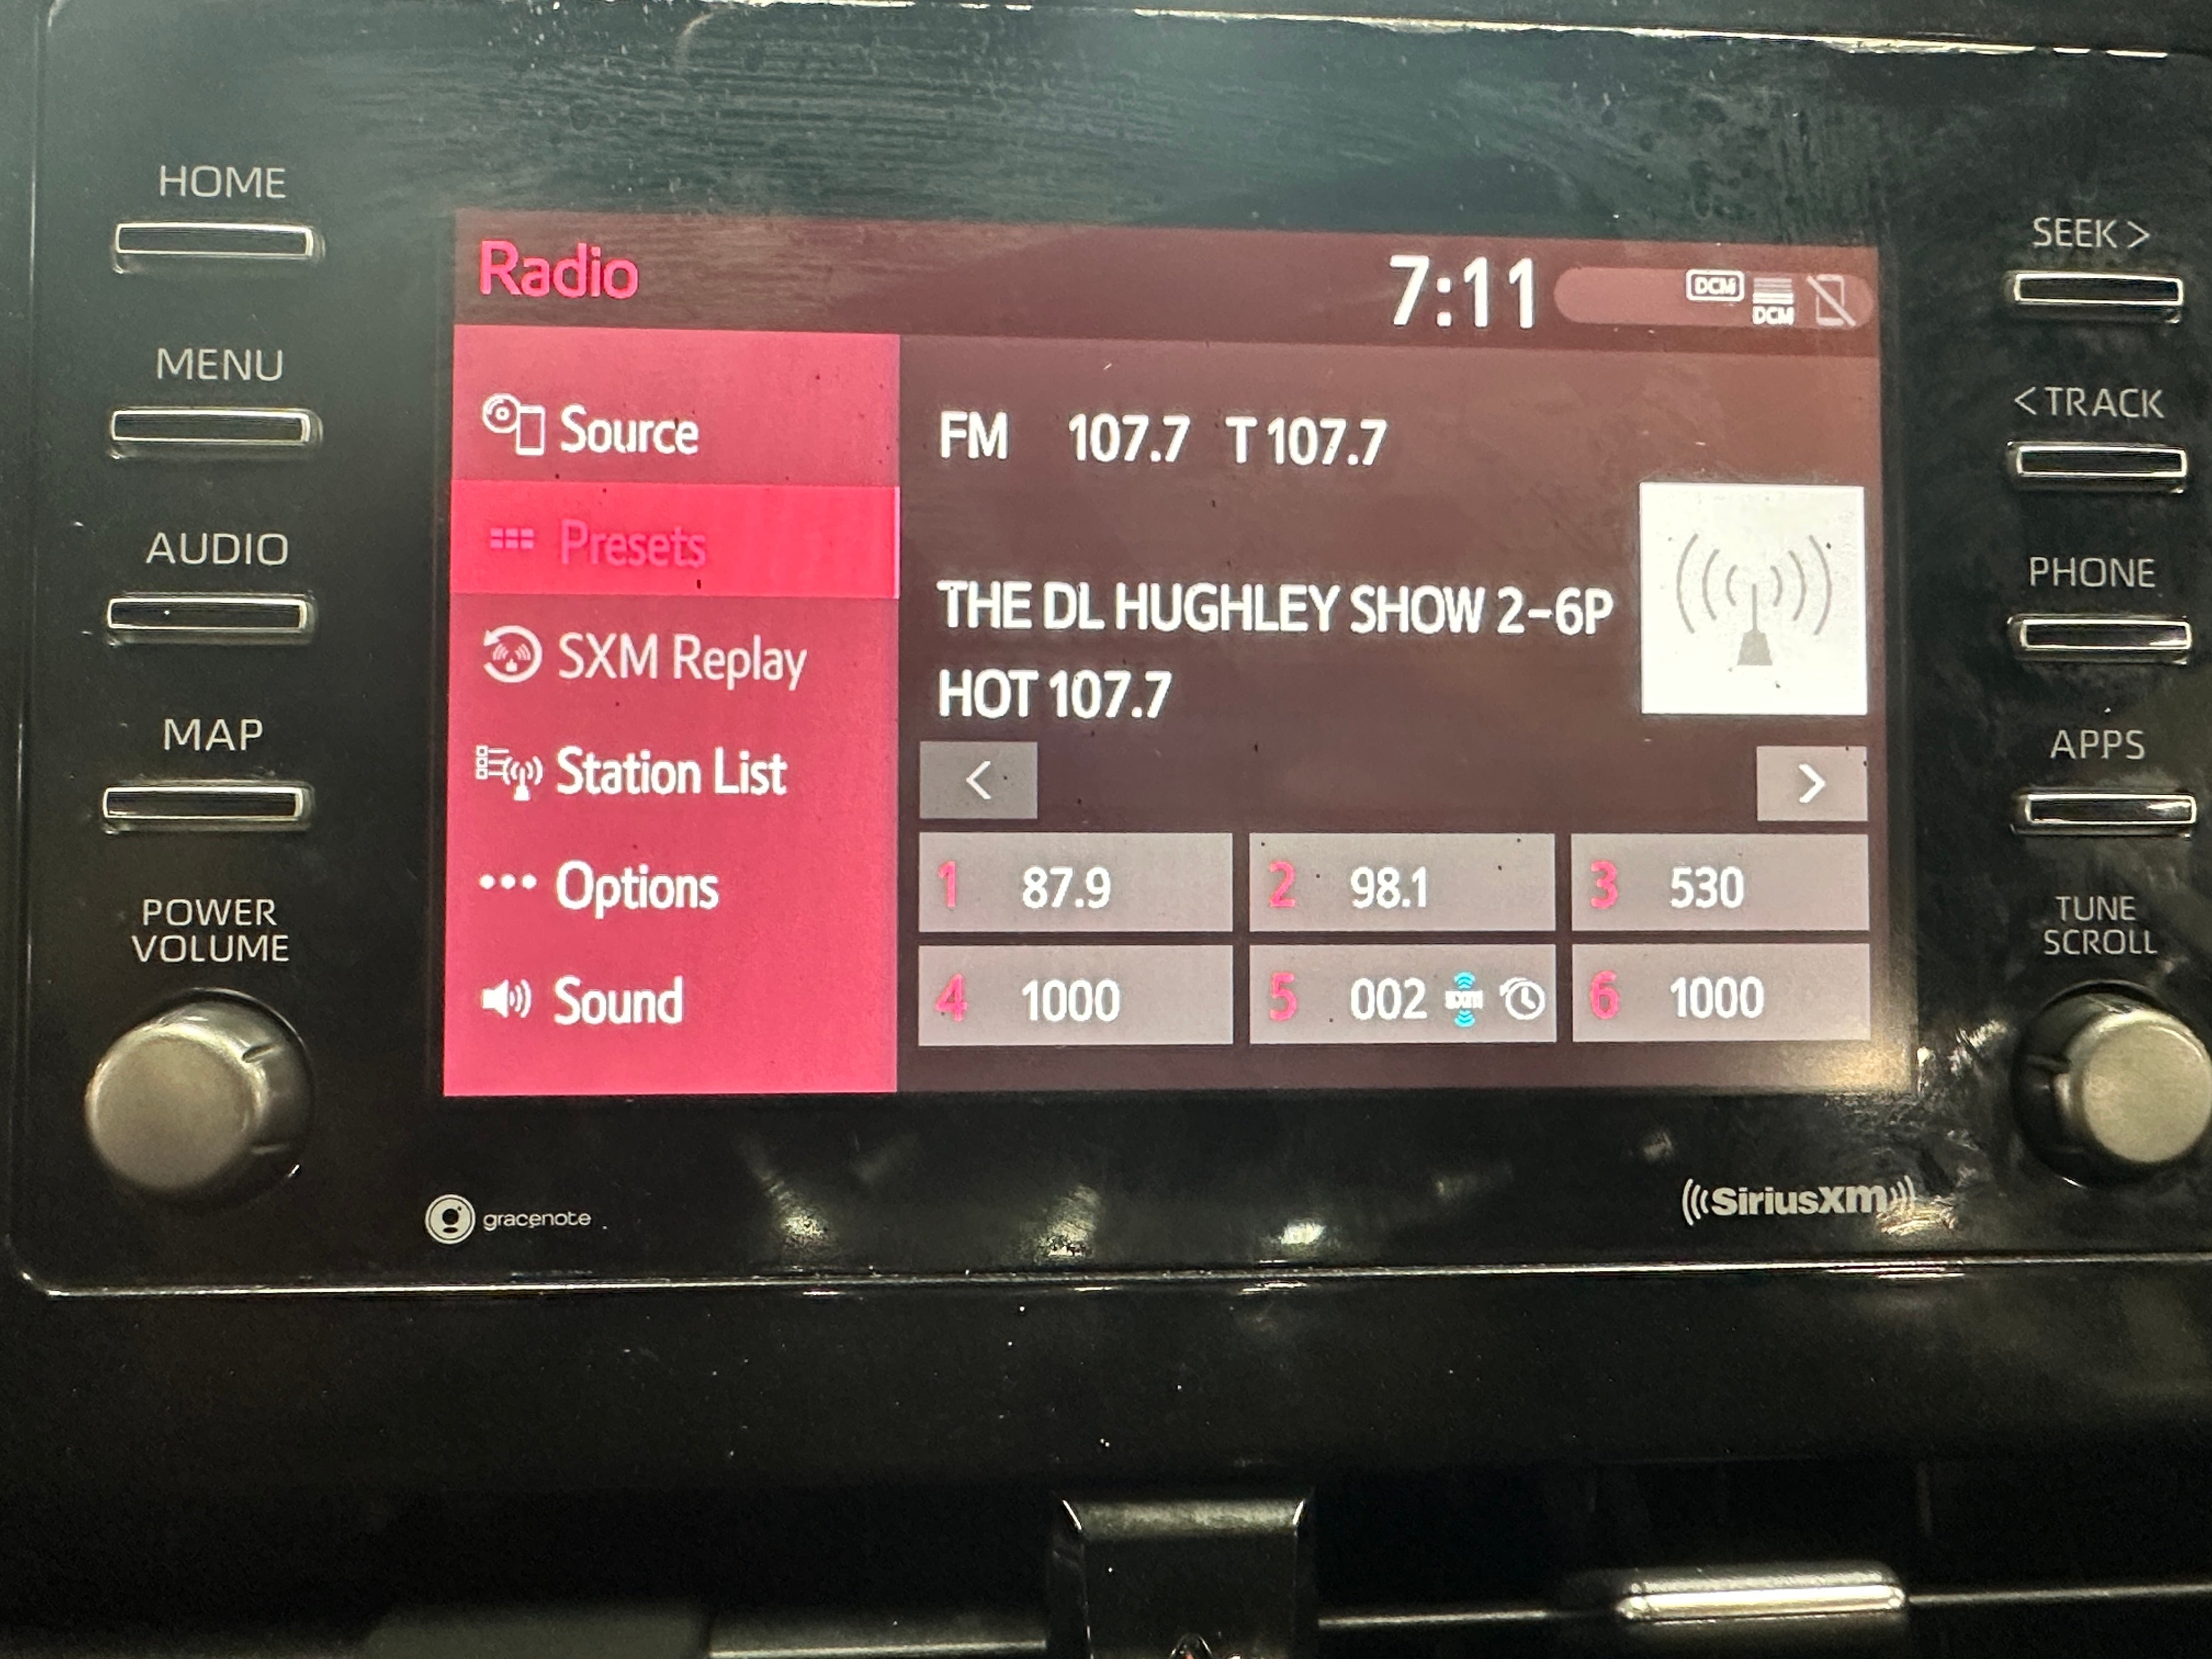 HOME
MENU
AUDIO
MAP
POWER
VOLUME
Radio
7:11
DCM
DCM
Source
Presets
SXM Replay
Station List
Options
Sound
FM 107.7 T 107.7
THE DL HUGHLEY SHOW 2-6P
HOT 107.7
<
>
1 87.9
2 98.1
3 530
4 1000
5 002 SXM
6 1000
SEEK >
< TRACK
PHONE
APPS
TUNE
SCROLL
gracenote
SiriusXM